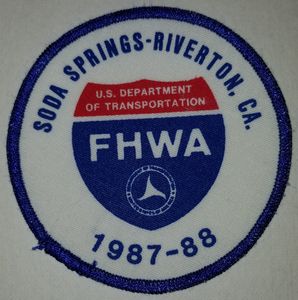 SODA SPRINGS-RIVERTON, CA.
U.S. DEPARTMENT
OF TRANSPORTATION
FHWA
1987-88